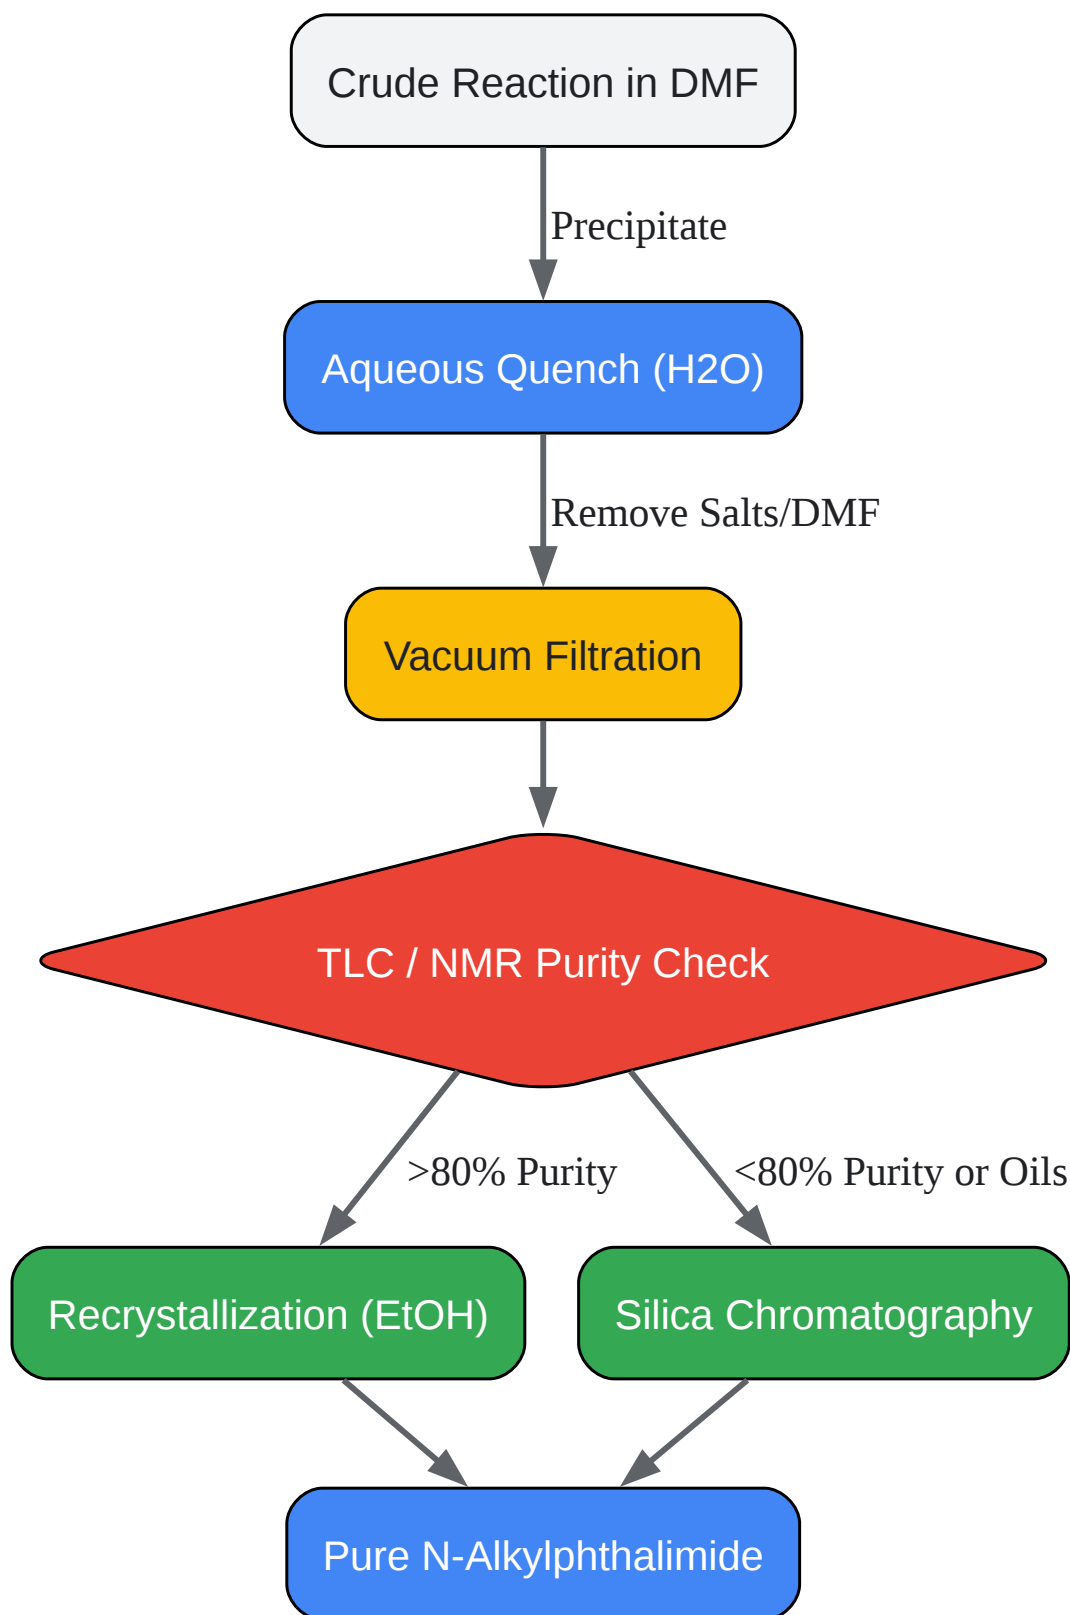 Crude Reaction in DMF
Precipitate
Aqueous Quench (H2O)
Remove Salts/DMF
Vacuum Filtration
TLC / NMR Purity Check
>80% Purity
<80% Purity or Oils
Recrystallization (EtOH)
Silica Chromatography
Pure N-Alkylphthalimide